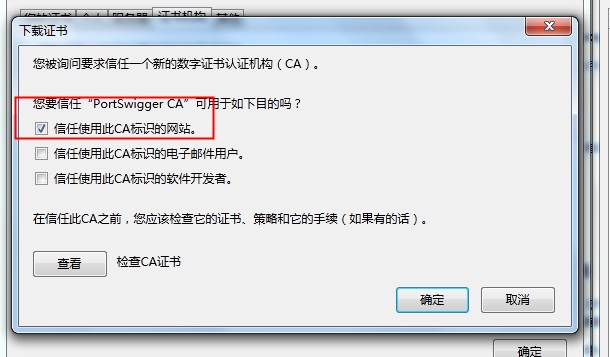 您的证书 个人 服务器 证书机构 其他
下载证书
您被询问要求信任一个新的数字证书认证机构（CA）。
您要信任“PortSwigger CA”可用于如下目的吗？
信任使用此CA标识的网站。
信任使用此CA标识的电子邮件用户。
信任使用此CA标识的软件开发者。
在信任此CA之前，您应该检查它的证书、策略和它的手续（如果有的话）。
查看 检查CA证书
确定 取消
确定